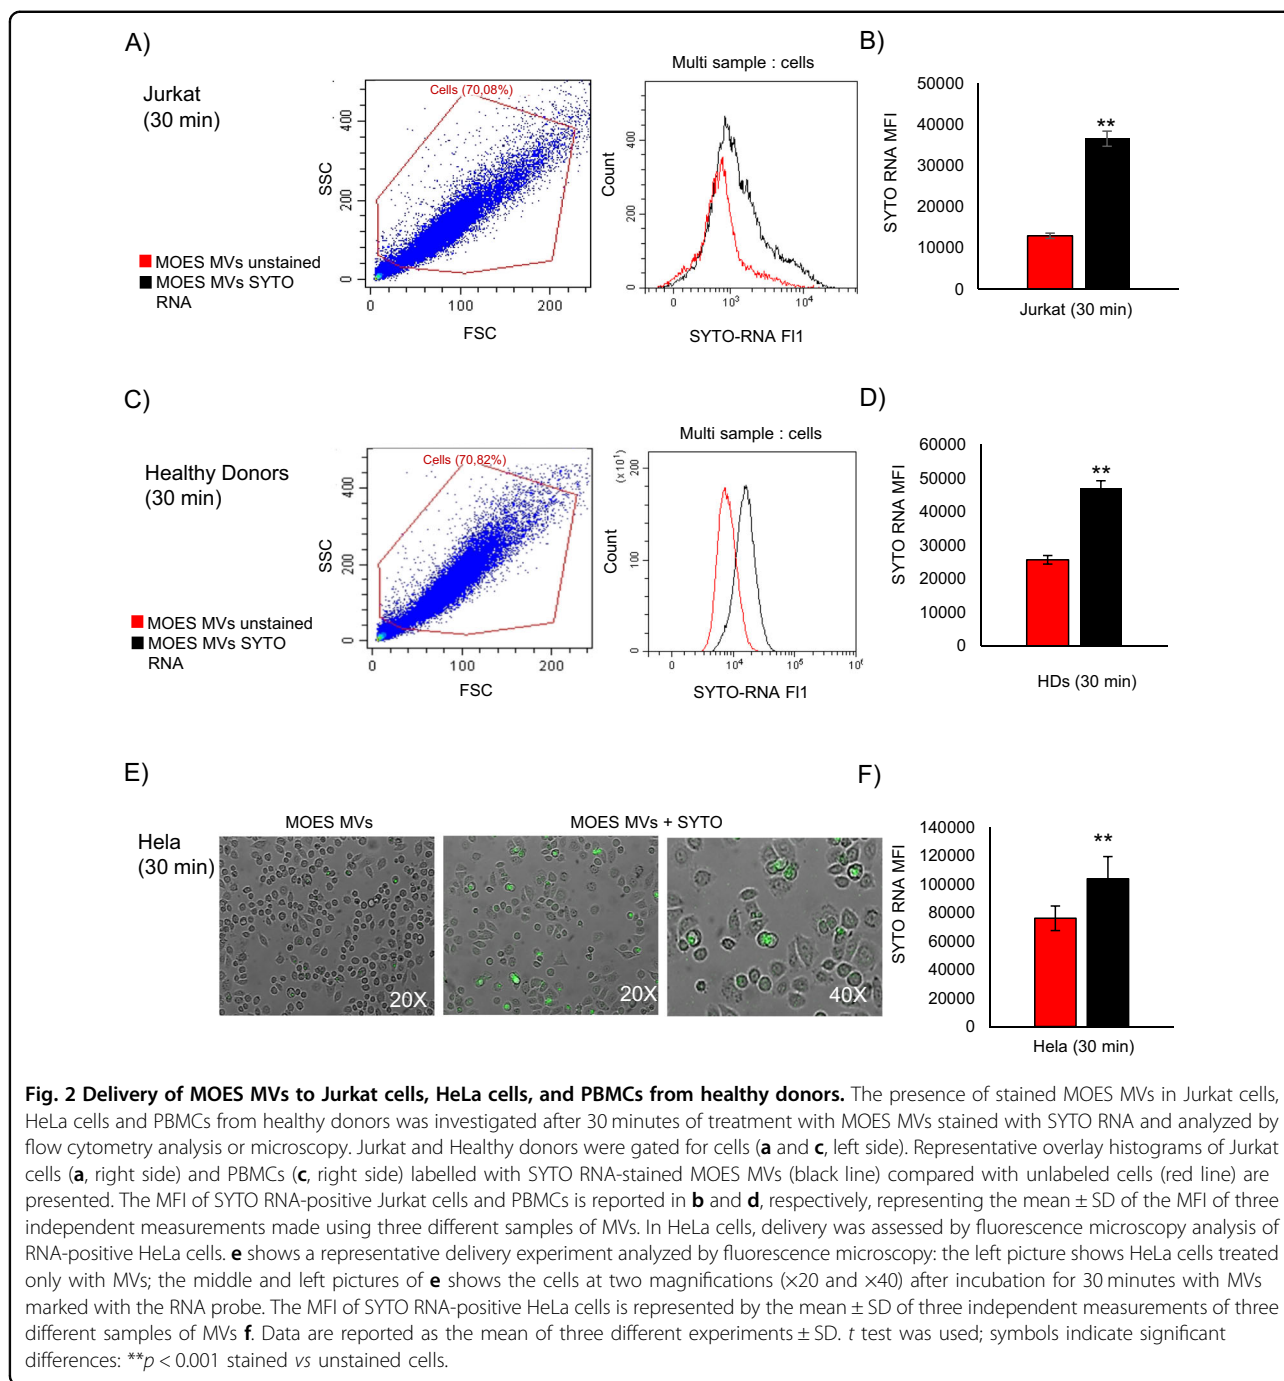 A)
Jurkat
(30 min)
Cells (70,08%)
SSC
400
200
0
0
100
200
FSC
MOES MVs unstained
MOES MVs SYTO
RNA
Multi sample : cells
Count
400
200
0
0
10³
10⁴
SYTO-RNA Fl1
B)
SYTO RNA MFI
50000
40000
30000
20000
10000
0
**
Jurkat (30 min)
C)
Healthy Donors
(30 min)
Cells (70,82%)
SSC
400
200
0
0
100
200
FSC
MOES MVs unstained
MOES MVs SYTO
RNA
Multi sample : cells
(x 10¹)
Count
200
100
0
0
10⁴
10⁵
10⁶
SYTO-RNA Fl1
D)
SYTO RNA MFI
60000
50000
40000
30000
20000
10000
0
**
HDs (30 min)
E)
Hela
(30 min)
MOES MVs
MOES MVs + SYTO
20X
20X
40X
F)
SYTO RNA MFI
140000
120000
100000
80000
60000
40000
20000
0
**
Hela (30 min)
Fig. 2 Delivery of MOES MVs to Jurkat cells, HeLa cells, and PBMCs from healthy donors. The presence of stained MOES MVs in Jurkat cells,
HeLa cells and PBMCs from healthy donors was investigated after 30 minutes of treatment with MOES MVs stained with SYTO RNA and analyzed by
flow cytometry analysis or microscopy. Jurkat and Healthy donors were gated for cells (a and c, left side). Representative overlay histograms of Jurkat
cells (a, right side) and PBMCs (c, right side) labelled with SYTO RNA-stained MOES MVs (black line) compared with unlabeled cells (red line) are
presented. The MFI of SYTO RNA-positive Jurkat cells and PBMCs is reported in b and d, respectively, representing the mean ± SD of the MFI of three
independent measurements made using three different samples of MVs. In HeLa cells, delivery was assessed by fluorescence microscopy analysis of
RNA-positive HeLa cells. e shows a representative delivery experiment analyzed by fluorescence microscopy: the left picture shows HeLa cells treated
only with MVs; the middle and left pictures of e shows the cells at two magnifications (×20 and ×40) after incubation for 30 minutes with MVs
marked with the RNA probe. The MFI of SYTO RNA-positive HeLa cells is represented by the mean ± SD of three independent measurements of three
different samples of MVs f. Data are reported as the mean of three different experiments ± SD. t test was used; symbols indicate significant
differences: **p < 0.001 stained vs unstained cells.